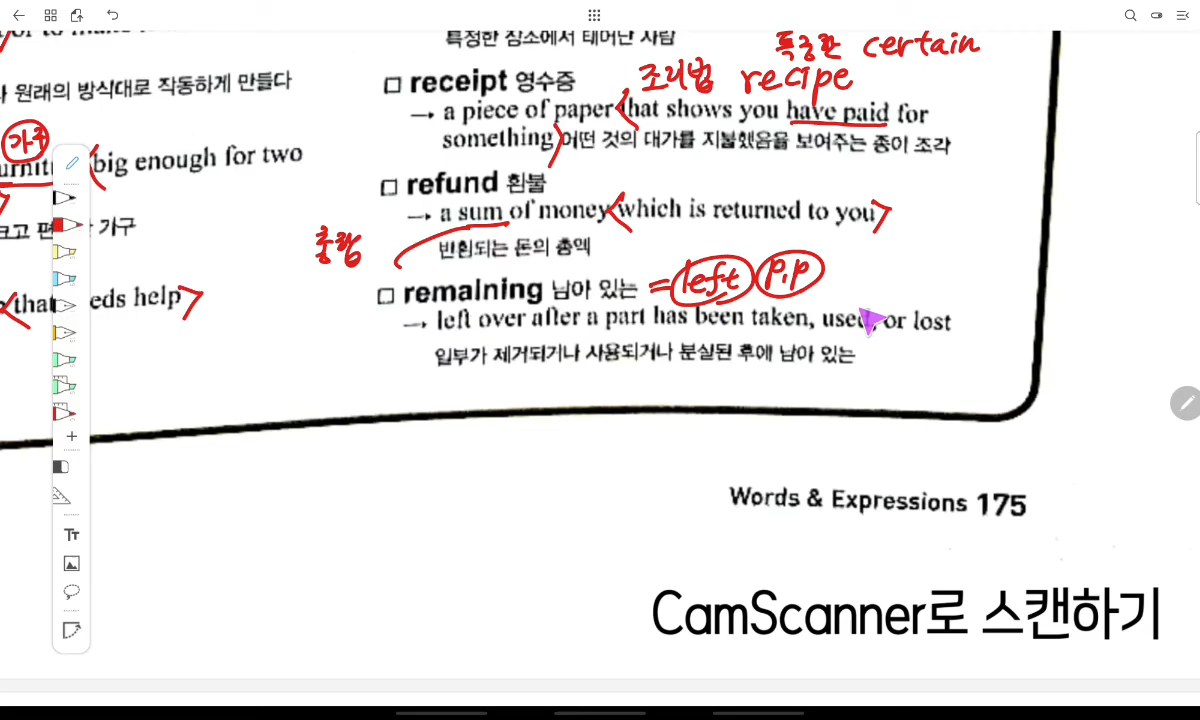 특정한 장소에서 태어난 사람
특정한 certain
원래의 방식대로 작동하게 만들다
□ receipt 영수증
조리법 recipe
→ a piece of paper that shows you have paid for
something 어떤 것의 대가를 지불했음을 보여주는 종이 조각
가구
big enough for two
크고 편 가구
□ refund 환불
→ a sum of money which is returned to you
총합
반환되는 돈의 총액
that eeds help
□ remaining 남아 있는 = left p.p
→ left over after a part has been taken, used, or lost
일부가 제거되거나 사용되거나 분실된 후에 남아 있는
Words & Expressions 175
CamScanner로 스캔하기
Tт